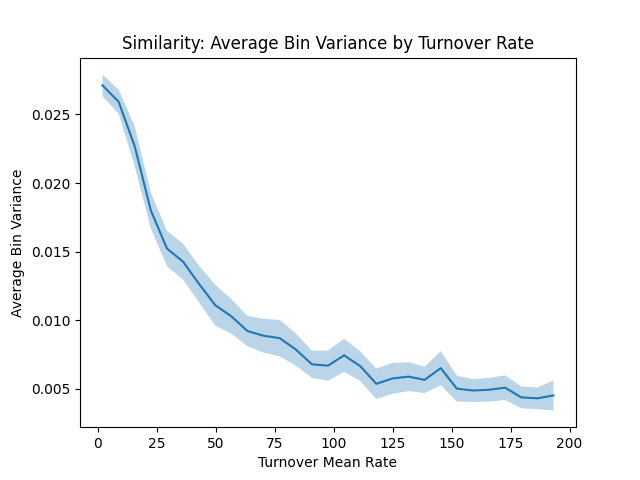 Similarity: Average Bin Variance by Turnover Rate
Average Bin Variance
0.025
0.020
0.015
0.010
0.005
0 25 50 75 100 125 150 175 200
Turnover Mean Rate